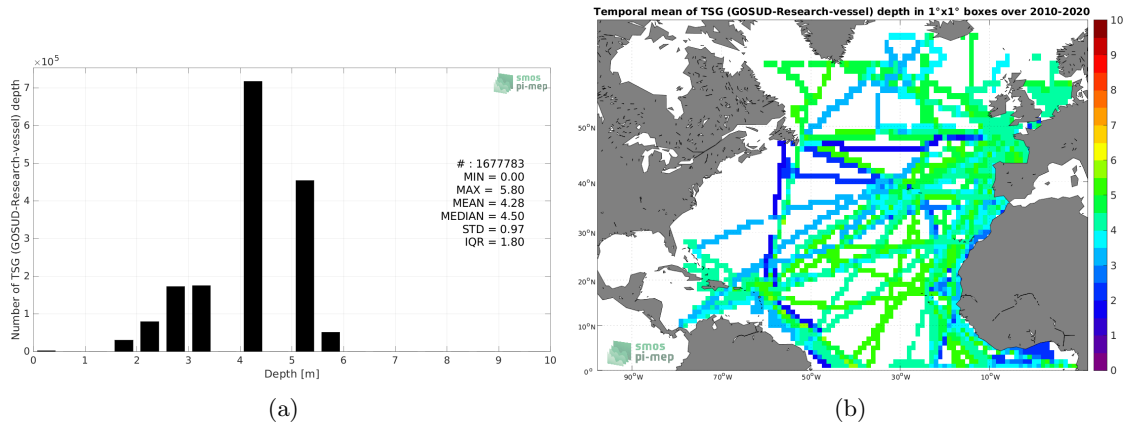 Temporal mean of TSG (GOSUD-Research-vessel) depth in 1°x1° boxes over 2010-2020
×10⁵
Number of TSG (GOSUD-Research-vessel) depth
7
6
5
4
3
2
1
0
smos
pi-mep
# : 1677783
MIN = 0.00
MAX = 5.80
MEAN = 4.28
MEDIAN = 4.50
STD = 0.97
IQR = 1.80
0 1 2 3 4 5 6 7 8 9 10
Depth [m]
(a)
50°N
40°N
30°N
20°N
10°N
0°
90°W 70°W 50°W 30°W 10°W
smos
pi-mep
10
9
8
7
6
5
4
3
2
1
0
(b)